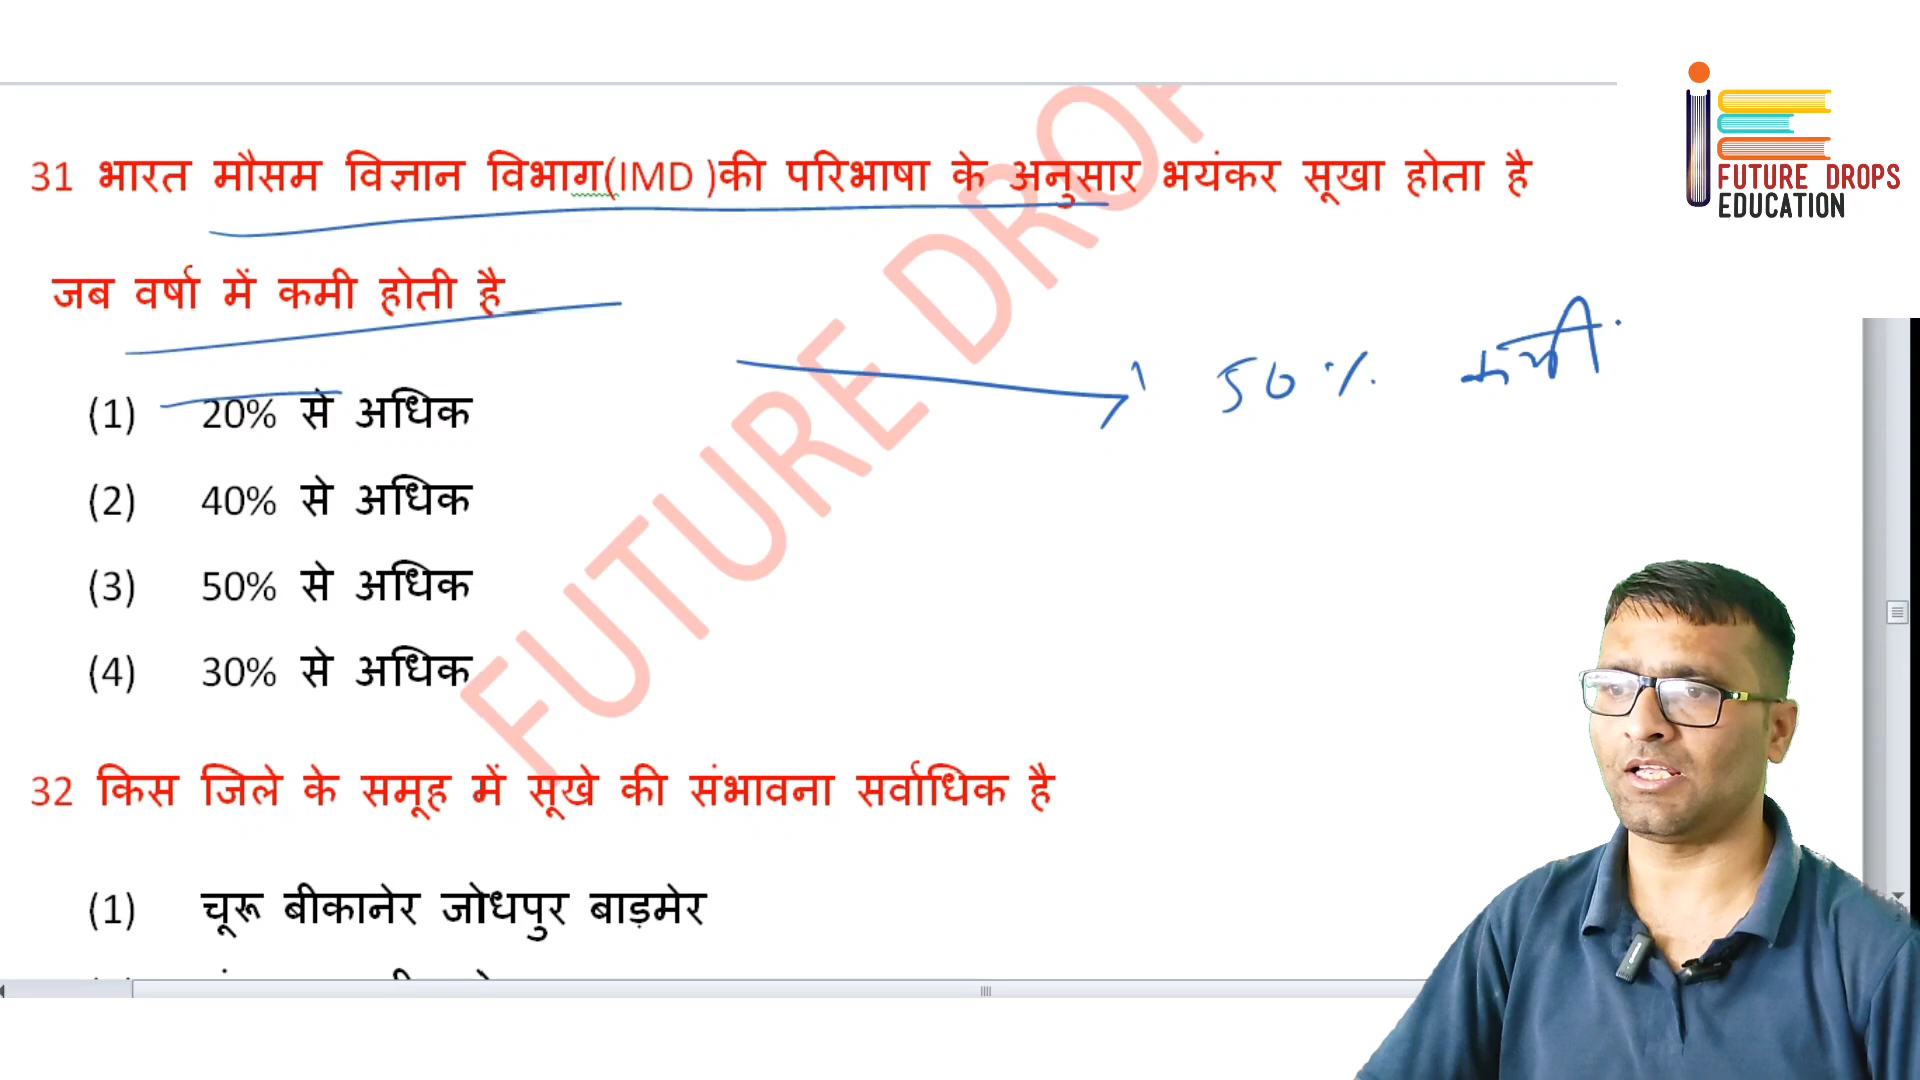 FUTURE DROPS
EDUCATION
31 भारत मौसम विज्ञान विभाग(IMD )की परिभाषा के अनुसार भयंकर सूखा होता है
जब वर्षा में कमी होती है
50% कमी
(1) 20% से अधिक
(2) 40% से अधिक
(3) 50% से अधिक
(4) 30% से अधिक
FUTURE DROP
32 किस जिले के समूह में सूखे की संभावना सर्वाधिक है
(1) चूरू बीकानेर जोधपुर बाड़मेर